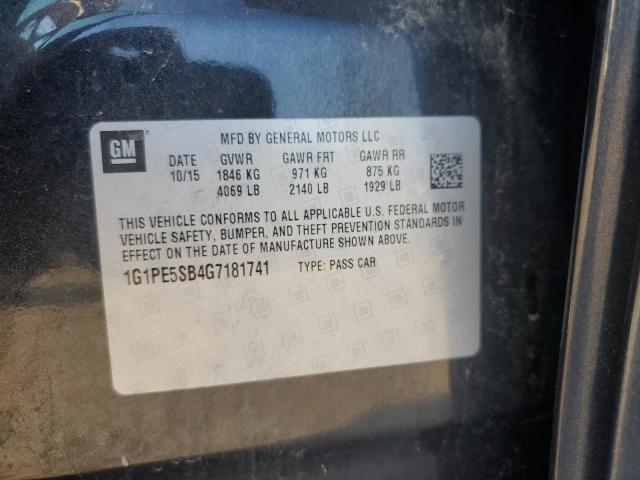 GM
MFD BY GENERAL MOTORS LLC
DATE GVWR GAWR FRT GAWR RR
10/15 1846 KG 971 KG 875 KG
4069 LB 2140 LB 1929 LB
THIS VEHICLE CONFORMS TO ALL APPLICABLE U.S. FEDERAL MOTOR
VEHICLE SAFETY, BUMPER, AND THEFT PREVENTION STANDARDS IN
EFFECT ON THE DATE OF MANUFACTURE SHOWN ABOVE.
1G1PE5SB4G7181741 TYPE: PASS CAR